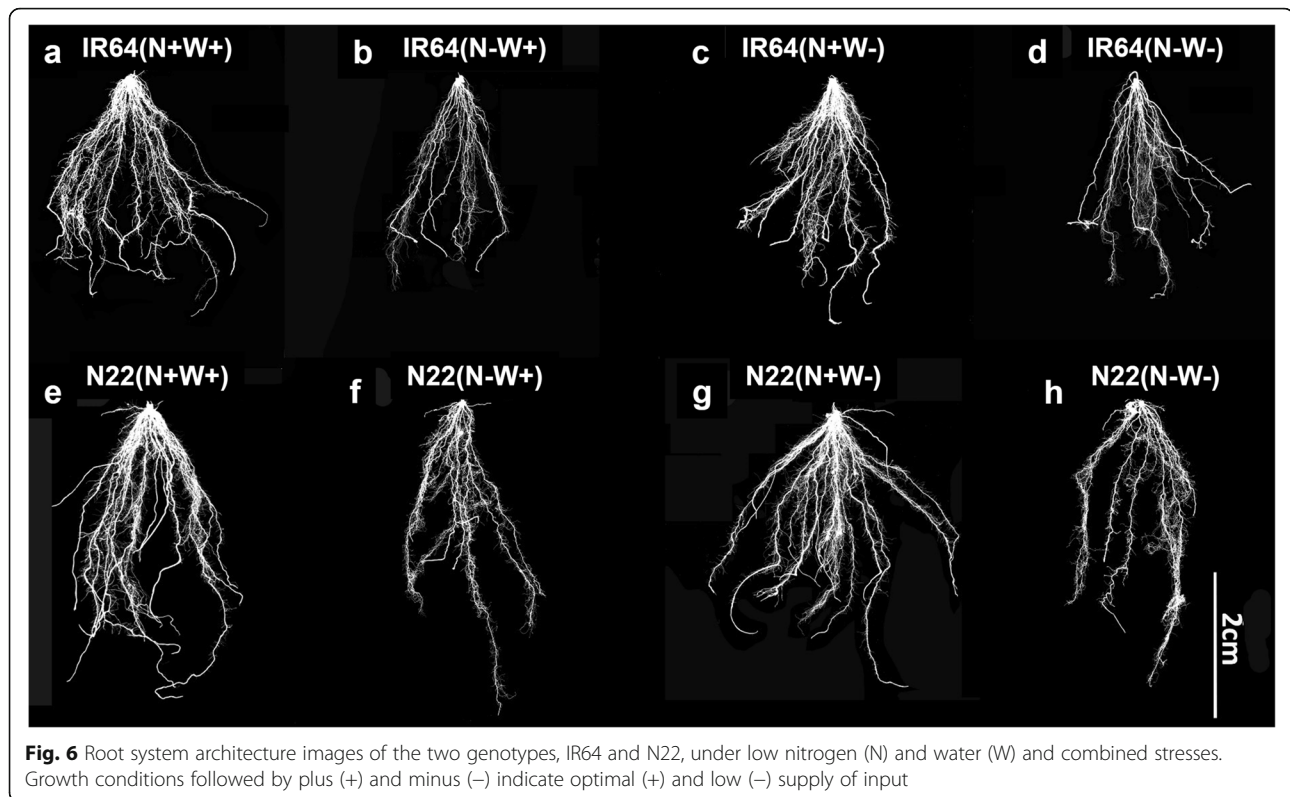 a IR64(N+W+) b IR64(N-W+) c IR64(N+W-) d IR64(N-W-)
e N22(N+W+) f N22(N-W+) g N22(N+W-) h N22(N-W-)
2cm
Fig. 6 Root system architecture images of the two genotypes, IR64 and N22, under low nitrogen (N) and water (W) and combined stresses.
Growth conditions followed by plus (+) and minus (−) indicate optimal (+) and low (−) supply of input